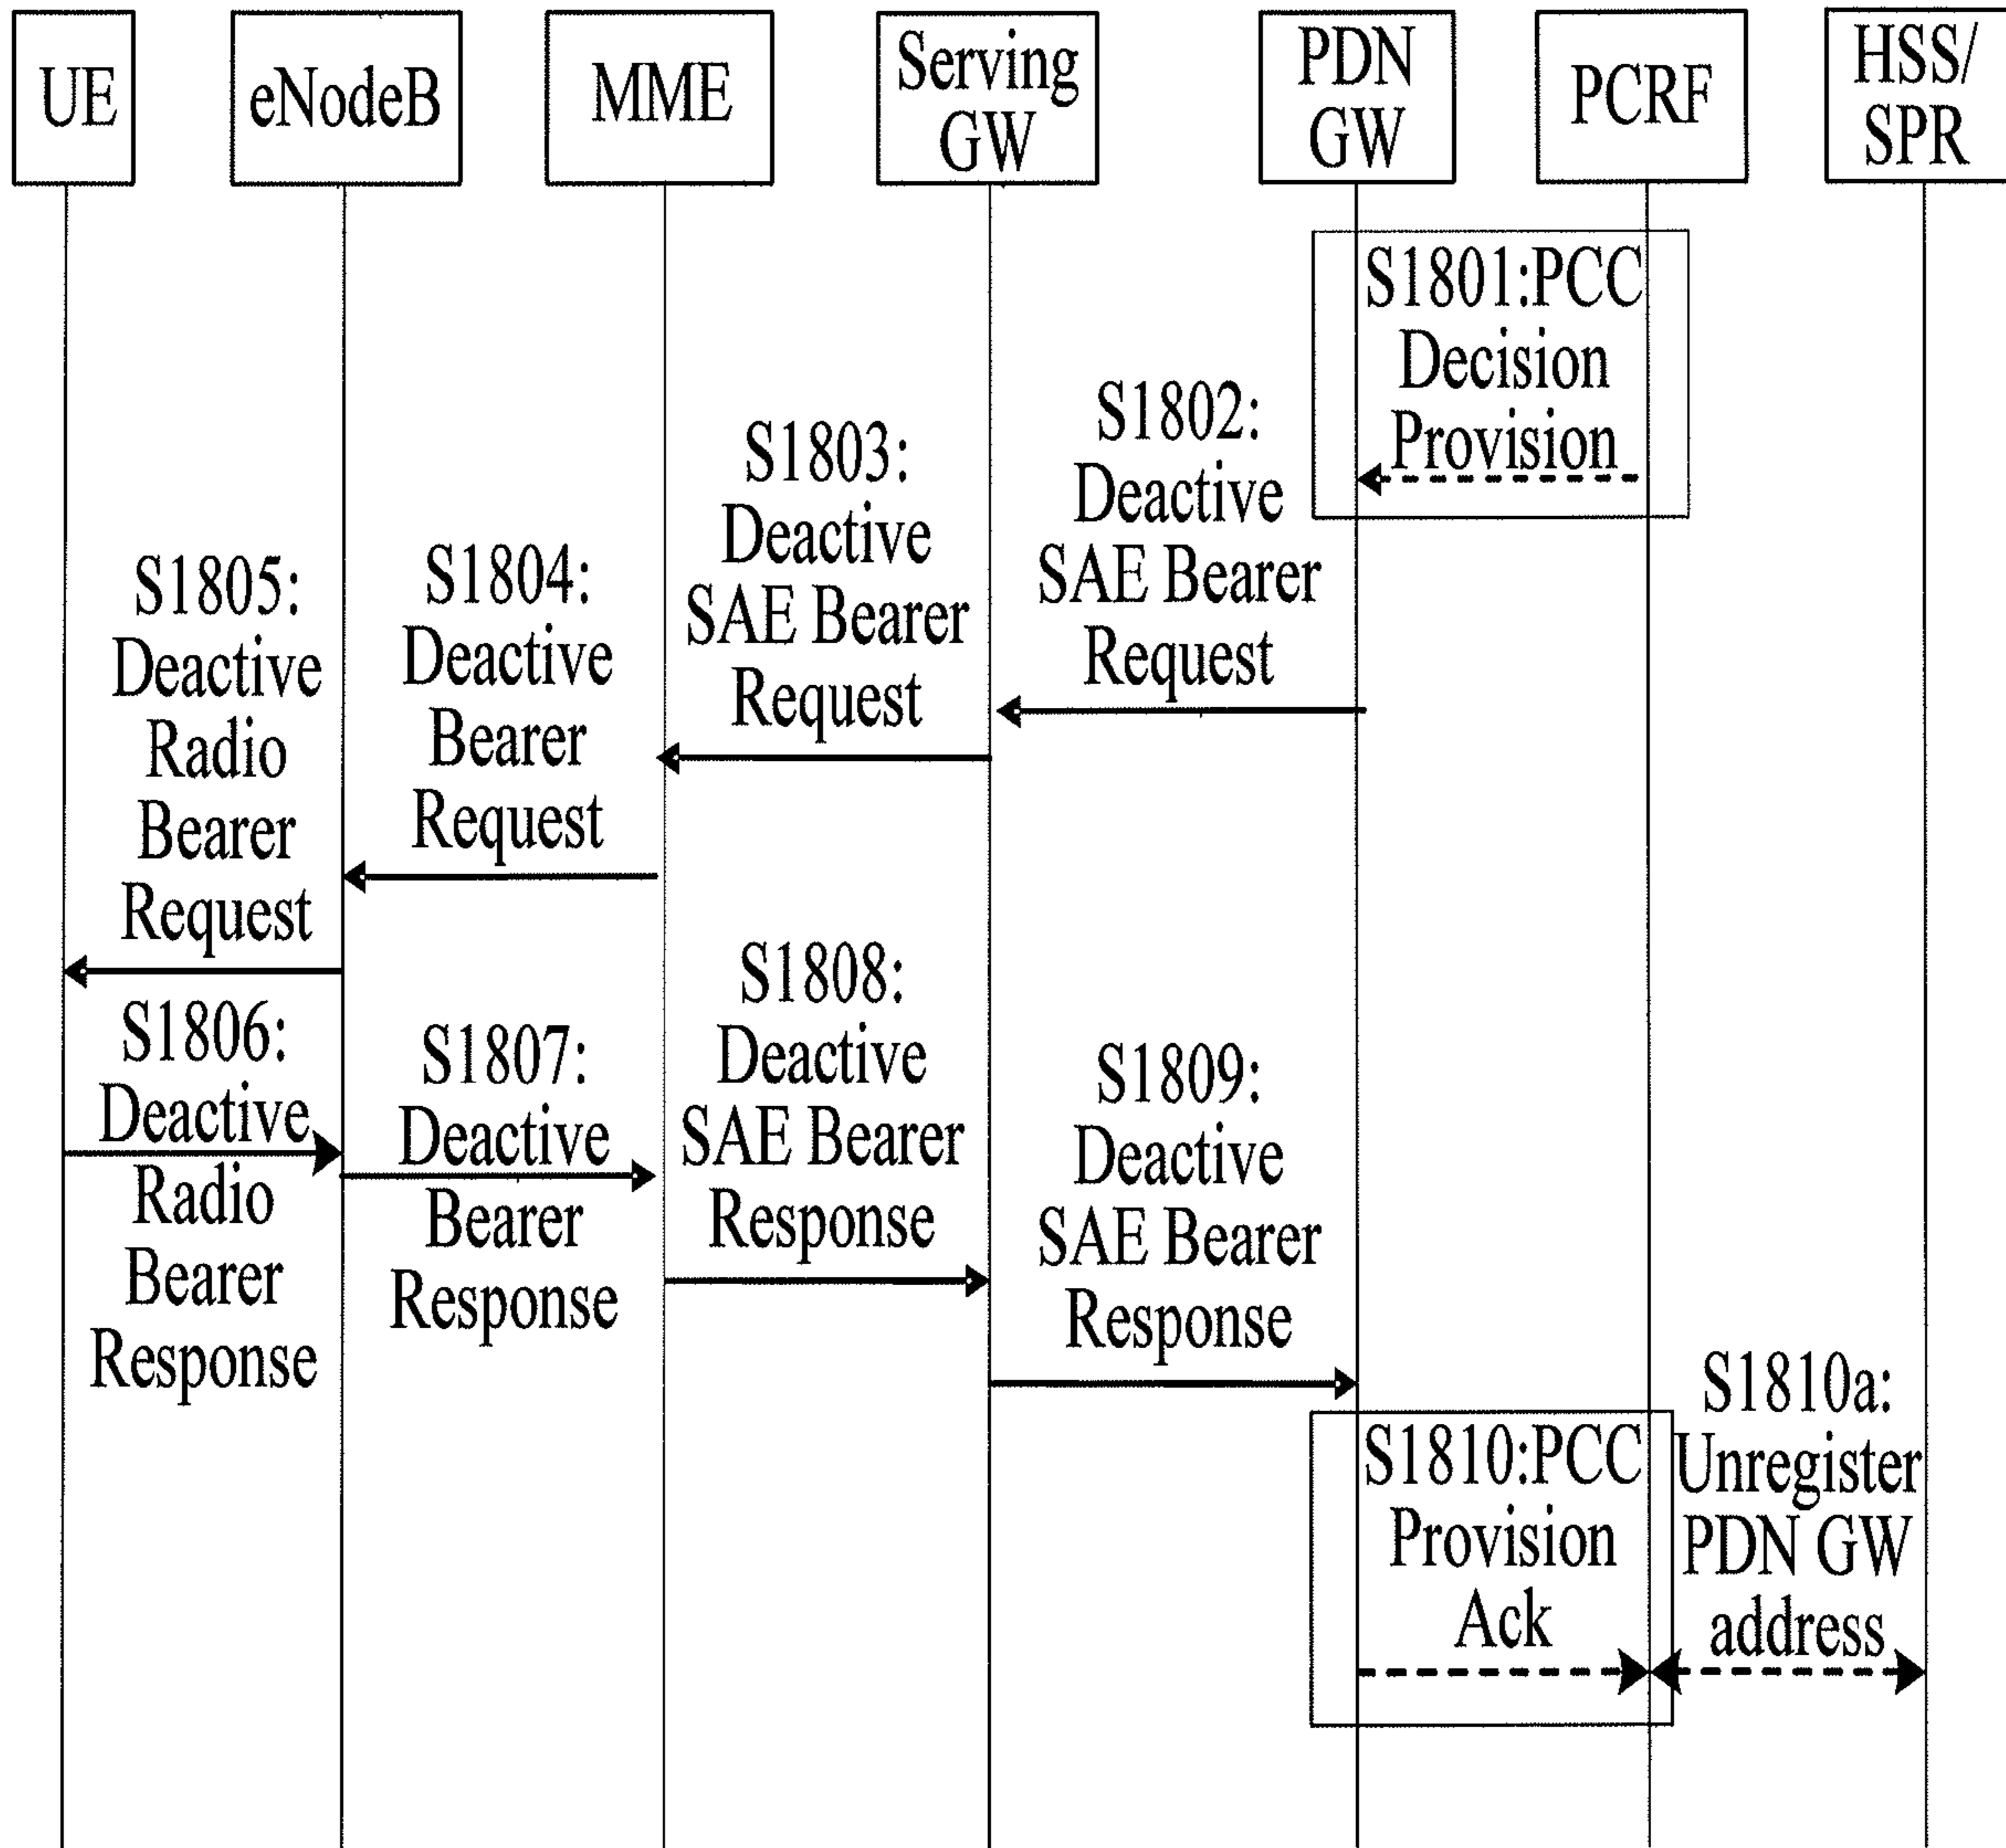 UE
eNodeB
MME
Serving
GW
PDN
GW
PCRF
HSS/
SPR
S1801:PCC
Decision
Provision
S1802:
Deactive
SAE Bearer
Request
S1803:
Deactive
SAE Bearer
Request
S1804:
Deactive
Bearer
Request
S1805:
Deactive
Radio
Bearer
Request
S1806:
Deactive
Radio
Bearer
Response
S1807:
Deactive
Bearer
Response
S1808:
Deactive
SAE Bearer
Response
S1809:
Deactive
SAE Bearer
Response
S1810:PCC
Provision
Ack
S1810a:
Unregister
PDN GW
address